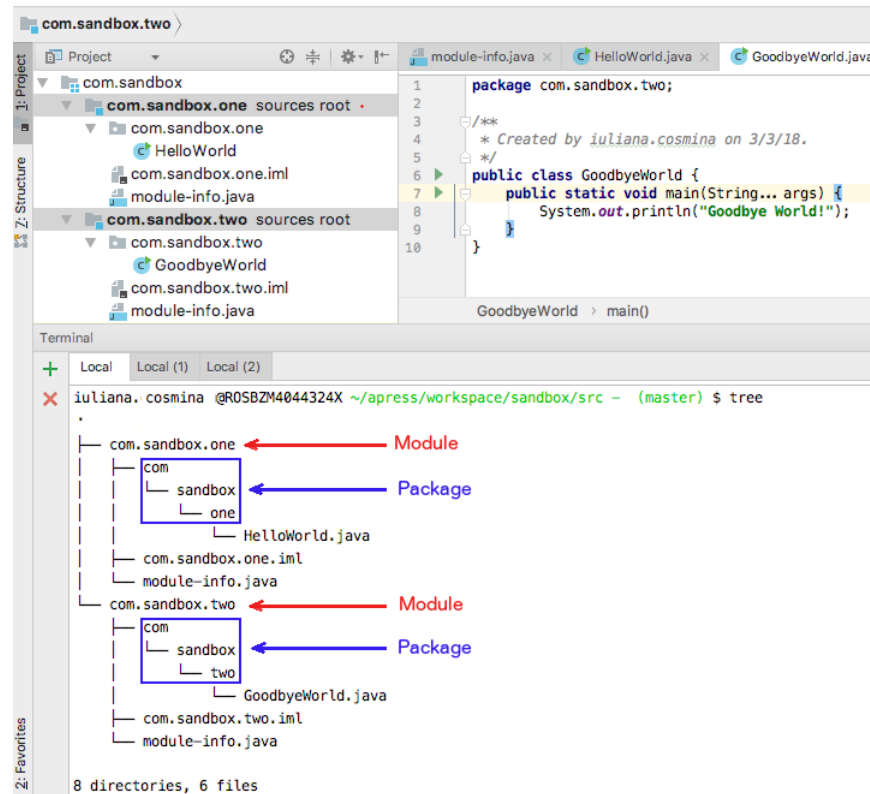 com.sandbox.two
1: Project
7: Structure
2: Favorites
Project
com.sandbox
com.sandbox.one sources root
com.sandbox.one
HelloWorld
com.sandbox.one.iml
module-info.java
com.sandbox.two sources root
com.sandbox.two
GoodbyeWorld
com.sandbox.two.iml
module-info.java
module-info.java × HelloWorld.java × GoodbyeWorld.java
1 package com.sandbox.two;
2
3 /**
4 * Created by iuliana.cosmina on 3/3/18.
5 */
6 public class GoodbyeWorld {
7 public static void main(String... args) {
8 System.out.println("Goodbye World!");
9 }
10 }
GoodbyeWorld › main()
Terminal
Local Local (1) Local (2)
iuliana. cosmina @ROSBZM4044324X ~/apress/workspace/sandbox/src – (master) $ tree
.
├── com.sandbox.one Module
│ ├── com
│ │ └── sandbox Package
│ │ └── one
│ │ └── HelloWorld.java
│ ├── com.sandbox.one.iml
│ └── module-info.java
└── com.sandbox.two Module
├── com
│ └── sandbox Package
│ └── two
│ └── GoodbyeWorld.java
├── com.sandbox.two.iml
└── module-info.java
8 directories, 6 files